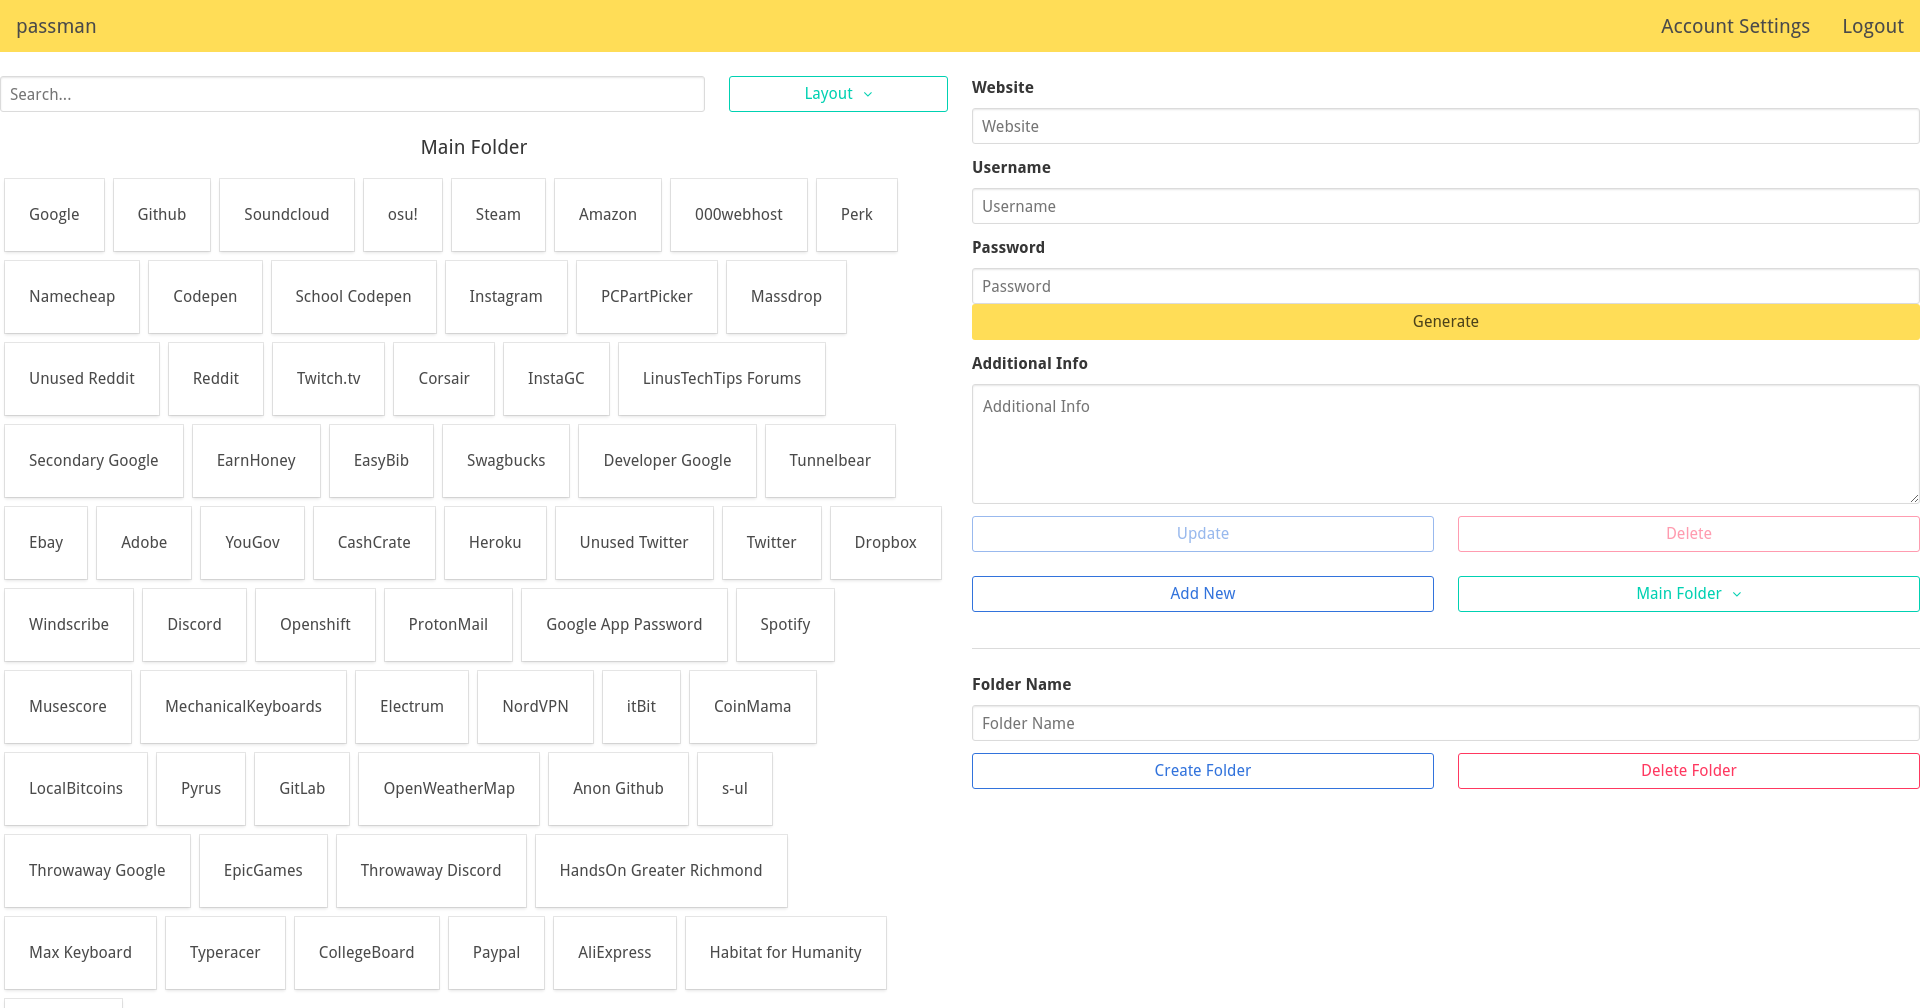 passman
Account Settings Logout
Search...
Layout
Main Folder
Google Github Soundcloud osu! Steam Amazon 000webhost Perk
Namecheap Codepen School Codepen Instagram PCPartPicker Massdrop
Unused Reddit Reddit Twitch.tv Corsair InstaGC LinusTechTips Forums
Secondary Google EarnHoney EasyBib Swagbucks Developer Google Tunnelbear
Ebay Adobe YouGov CashCrate Heroku Unused Twitter Twitter Dropbox
Windscribe Discord Openshift ProtonMail Google App Password Spotify
Musescore MechanicalKeyboards Electrum NordVPN itBit CoinMama
LocalBitcoins Pyrus GitLab OpenWeatherMap Anon Github s-ul
Throwaway Google EpicGames Throwaway Discord HandsOn Greater Richmond
Max Keyboard Typeracer CollegeBoard Paypal AliExpress Habitat for Humanity
Website
Website
Username
Username
Password
Password
Generate
Additional Info
Additional Info
Update Delete
Add New Main Folder
Folder Name
Folder Name
Create Folder Delete Folder